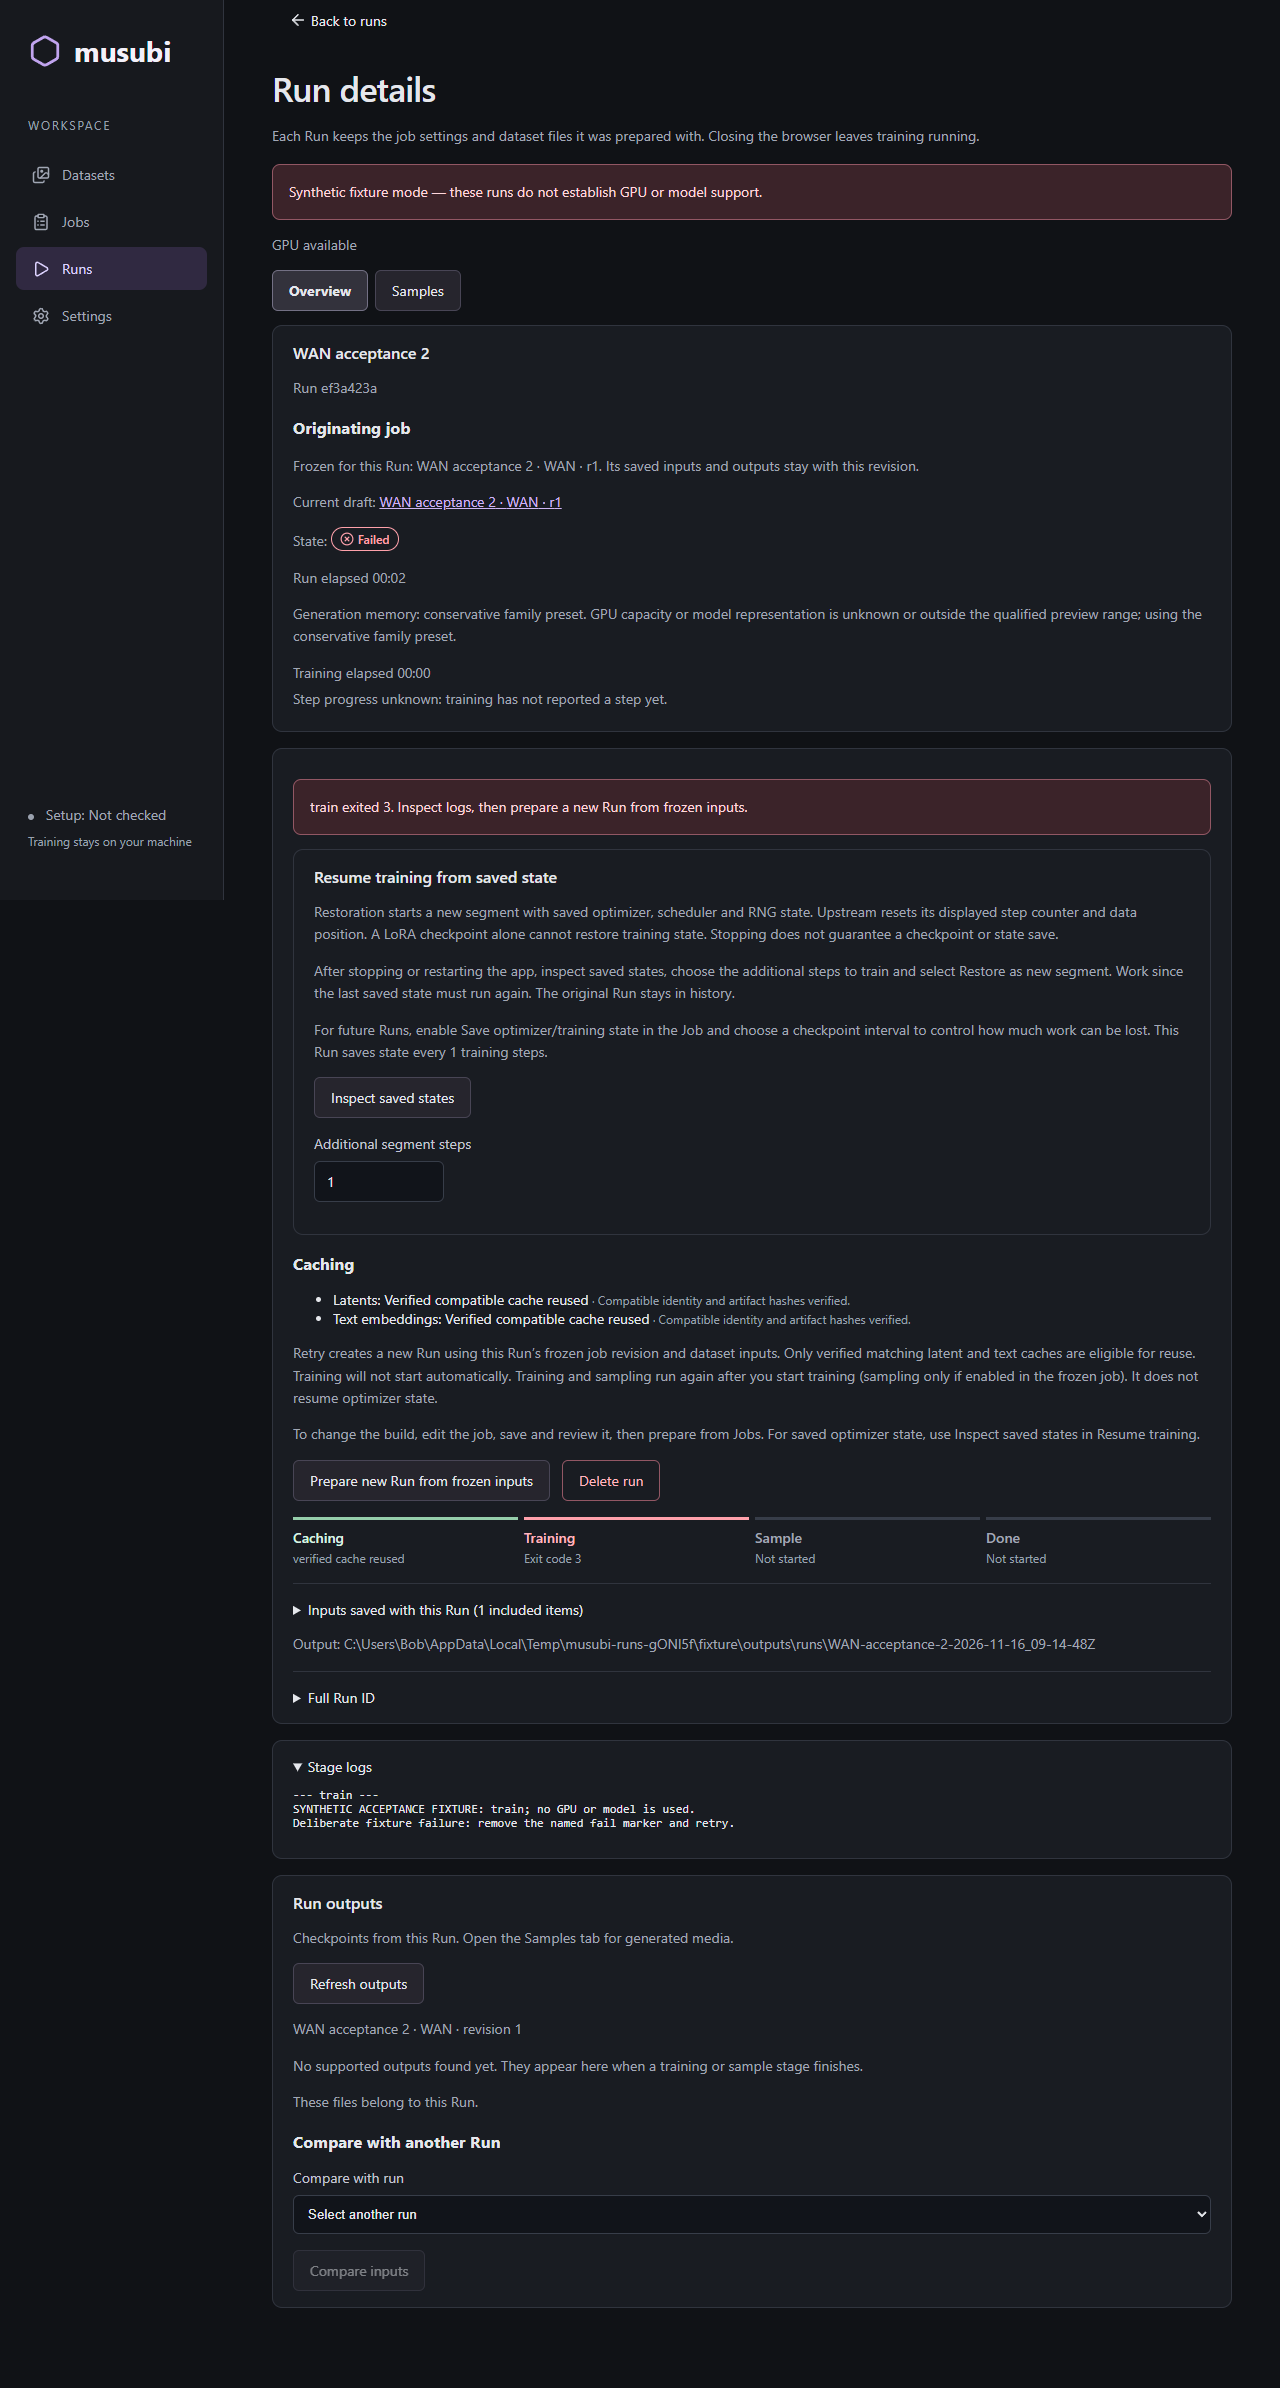 musubi
WORKSPACE
Datasets
Jobs
Runs
Settings
Setup: Not checked
Training stays on your machine
Back to runs
Run details
Each Run keeps the job settings and dataset files it was prepared with. Closing the browser leaves training running.
Synthetic fixture mode — these runs do not establish GPU or model support.
GPU available
Overview
Samples
WAN acceptance 2
Run ef3a423a
Originating job
Frozen for this Run: WAN acceptance 2 · WAN · r1. Its saved inputs and outputs stay with this revision.
Current draft: WAN acceptance 2 · WAN · r1
State: Failed
Run elapsed 00:02
Generation memory: conservative family preset. GPU capacity or model representation is unknown or outside the qualified preview range; using the
conservative family preset.
Training elapsed 00:00
Step progress unknown: training has not reported a step yet.
train exited 3. Inspect logs, then prepare a new Run from frozen inputs.
Resume training from saved state
Restoration starts a new segment with saved optimizer, scheduler and RNG state. Upstream resets its displayed step counter and data
position. A LoRA checkpoint alone cannot restore training state. Stopping does not guarantee a checkpoint or state save.
After stopping or restarting the app, inspect saved states, choose the additional steps to train and select Restore as new segment. Work since
the last saved state must run again. The original Run stays in history.
For future Runs, enable Save optimizer/training state in the Job and choose a checkpoint interval to control how much work can be lost. This
Run saves state every 1 training steps.
Inspect saved states
Additional segment steps
1
Caching
• Latents: Verified compatible cache reused · Compatible identity and artifact hashes verified.
• Text embeddings: Verified compatible cache reused · Compatible identity and artifact hashes verified.
Retry creates a new Run using this Run's frozen job revision and dataset inputs. Only verified matching latent and text caches are eligible for reuse.
Training will not start automatically. Training and sampling run again after you start training (sampling only if enabled in the frozen job). It does not
resume optimizer state.
To change the build, edit the job, save and review it, then prepare from Jobs. For saved optimizer state, use Inspect saved states in Resume training.
Prepare new Run from frozen inputs
Delete run
Caching
verified cache reused
Training
Exit code 3
Sample
Not started
Done
Not started
Inputs saved with this Run (1 included items)
Output: C:\Users\Bob\AppData\Local\Temp\musubi-runs-gONI5f\fixture\outputs\runs\WAN-acceptance-2-2026-11-16_09-14-48Z
Full Run ID
Stage logs
--- train ---
SYNTHETIC ACCEPTANCE FIXTURE: train; no GPU or model is used.
Deliberate fixture failure: remove the named fail marker and retry.
Run outputs
Checkpoints from this Run. Open the Samples tab for generated media.
Refresh outputs
WAN acceptance 2 · WAN · revision 1
No supported outputs found yet. They appear here when a training or sample stage finishes.
These files belong to this Run.
Compare with another Run
Compare with run
Select another run
Compare inputs